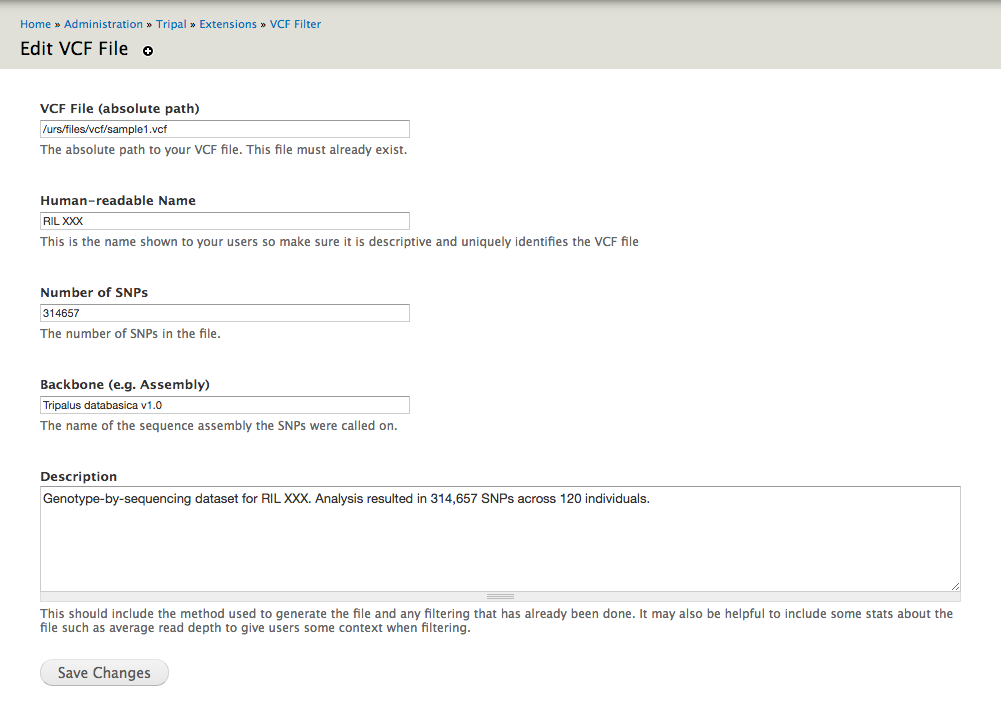 Home » Administration » Tripal » Extensions » VCF Filter
Edit VCF File
VCF File (absolute path)
/urs/files/vcf/sample1.vcf
The absolute path to your VCF file. This file must already exist.
Human-readable Name
RIL XXX
This is the name shown to your users so make sure it is descriptive and uniquely identifies the VCF file
Number of SNPs
314657
The number of SNPs in the file.
Backbone (e.g. Assembly)
Tripalus databasica v1.0
The name of the sequence assembly the SNPs were called on.
Description
Genotype-by-sequencing dataset for RIL XXX. Analysis resulted in 314,657 SNPs across 120 individuals.
This should include the method used to generate the file and any filtering that has already been done. It may also be helpful to include some stats about the
file such as average read depth to give users some context when filtering.
Save Changes